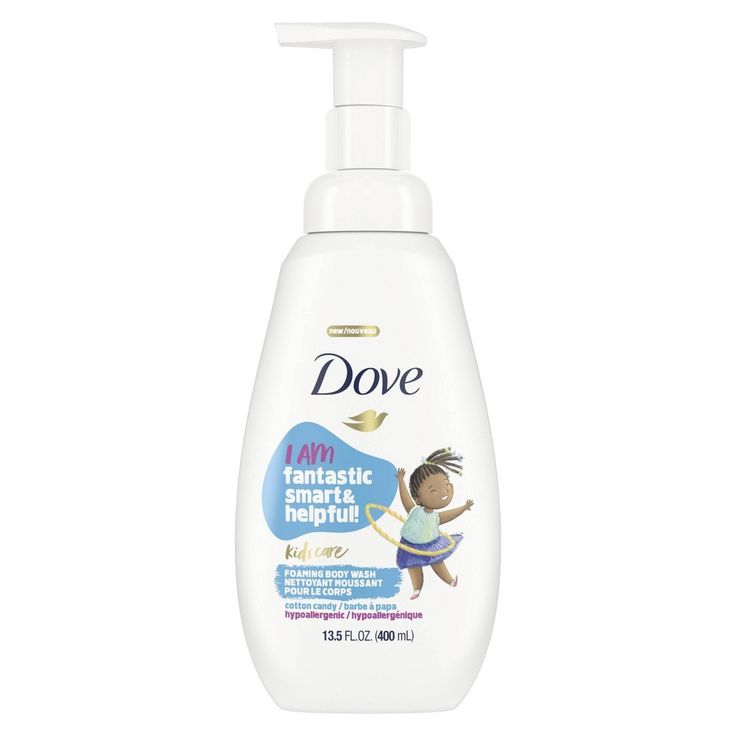 new/nouveau
Dove
I AM
fantastic
smart &
helpful!
kids care
FOAMING BODY WASH
NETTOYANT MOUSSANT
POUR LE CORPS
cotton candy / barbe à papa
hypoallergenic / hypoallergénique
13.5 FL.OZ. (400 mL)